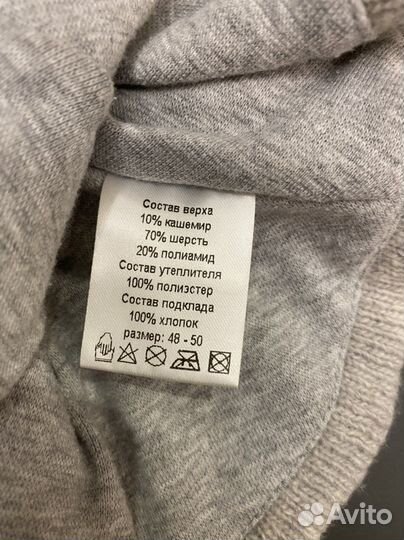 Состав верха
10% кашемир
70% шерсть
20% полиамид
Состав утеплителя
100% полиэстер
Состав подклада
100% хлопок
размер: 48 - 50
Avito